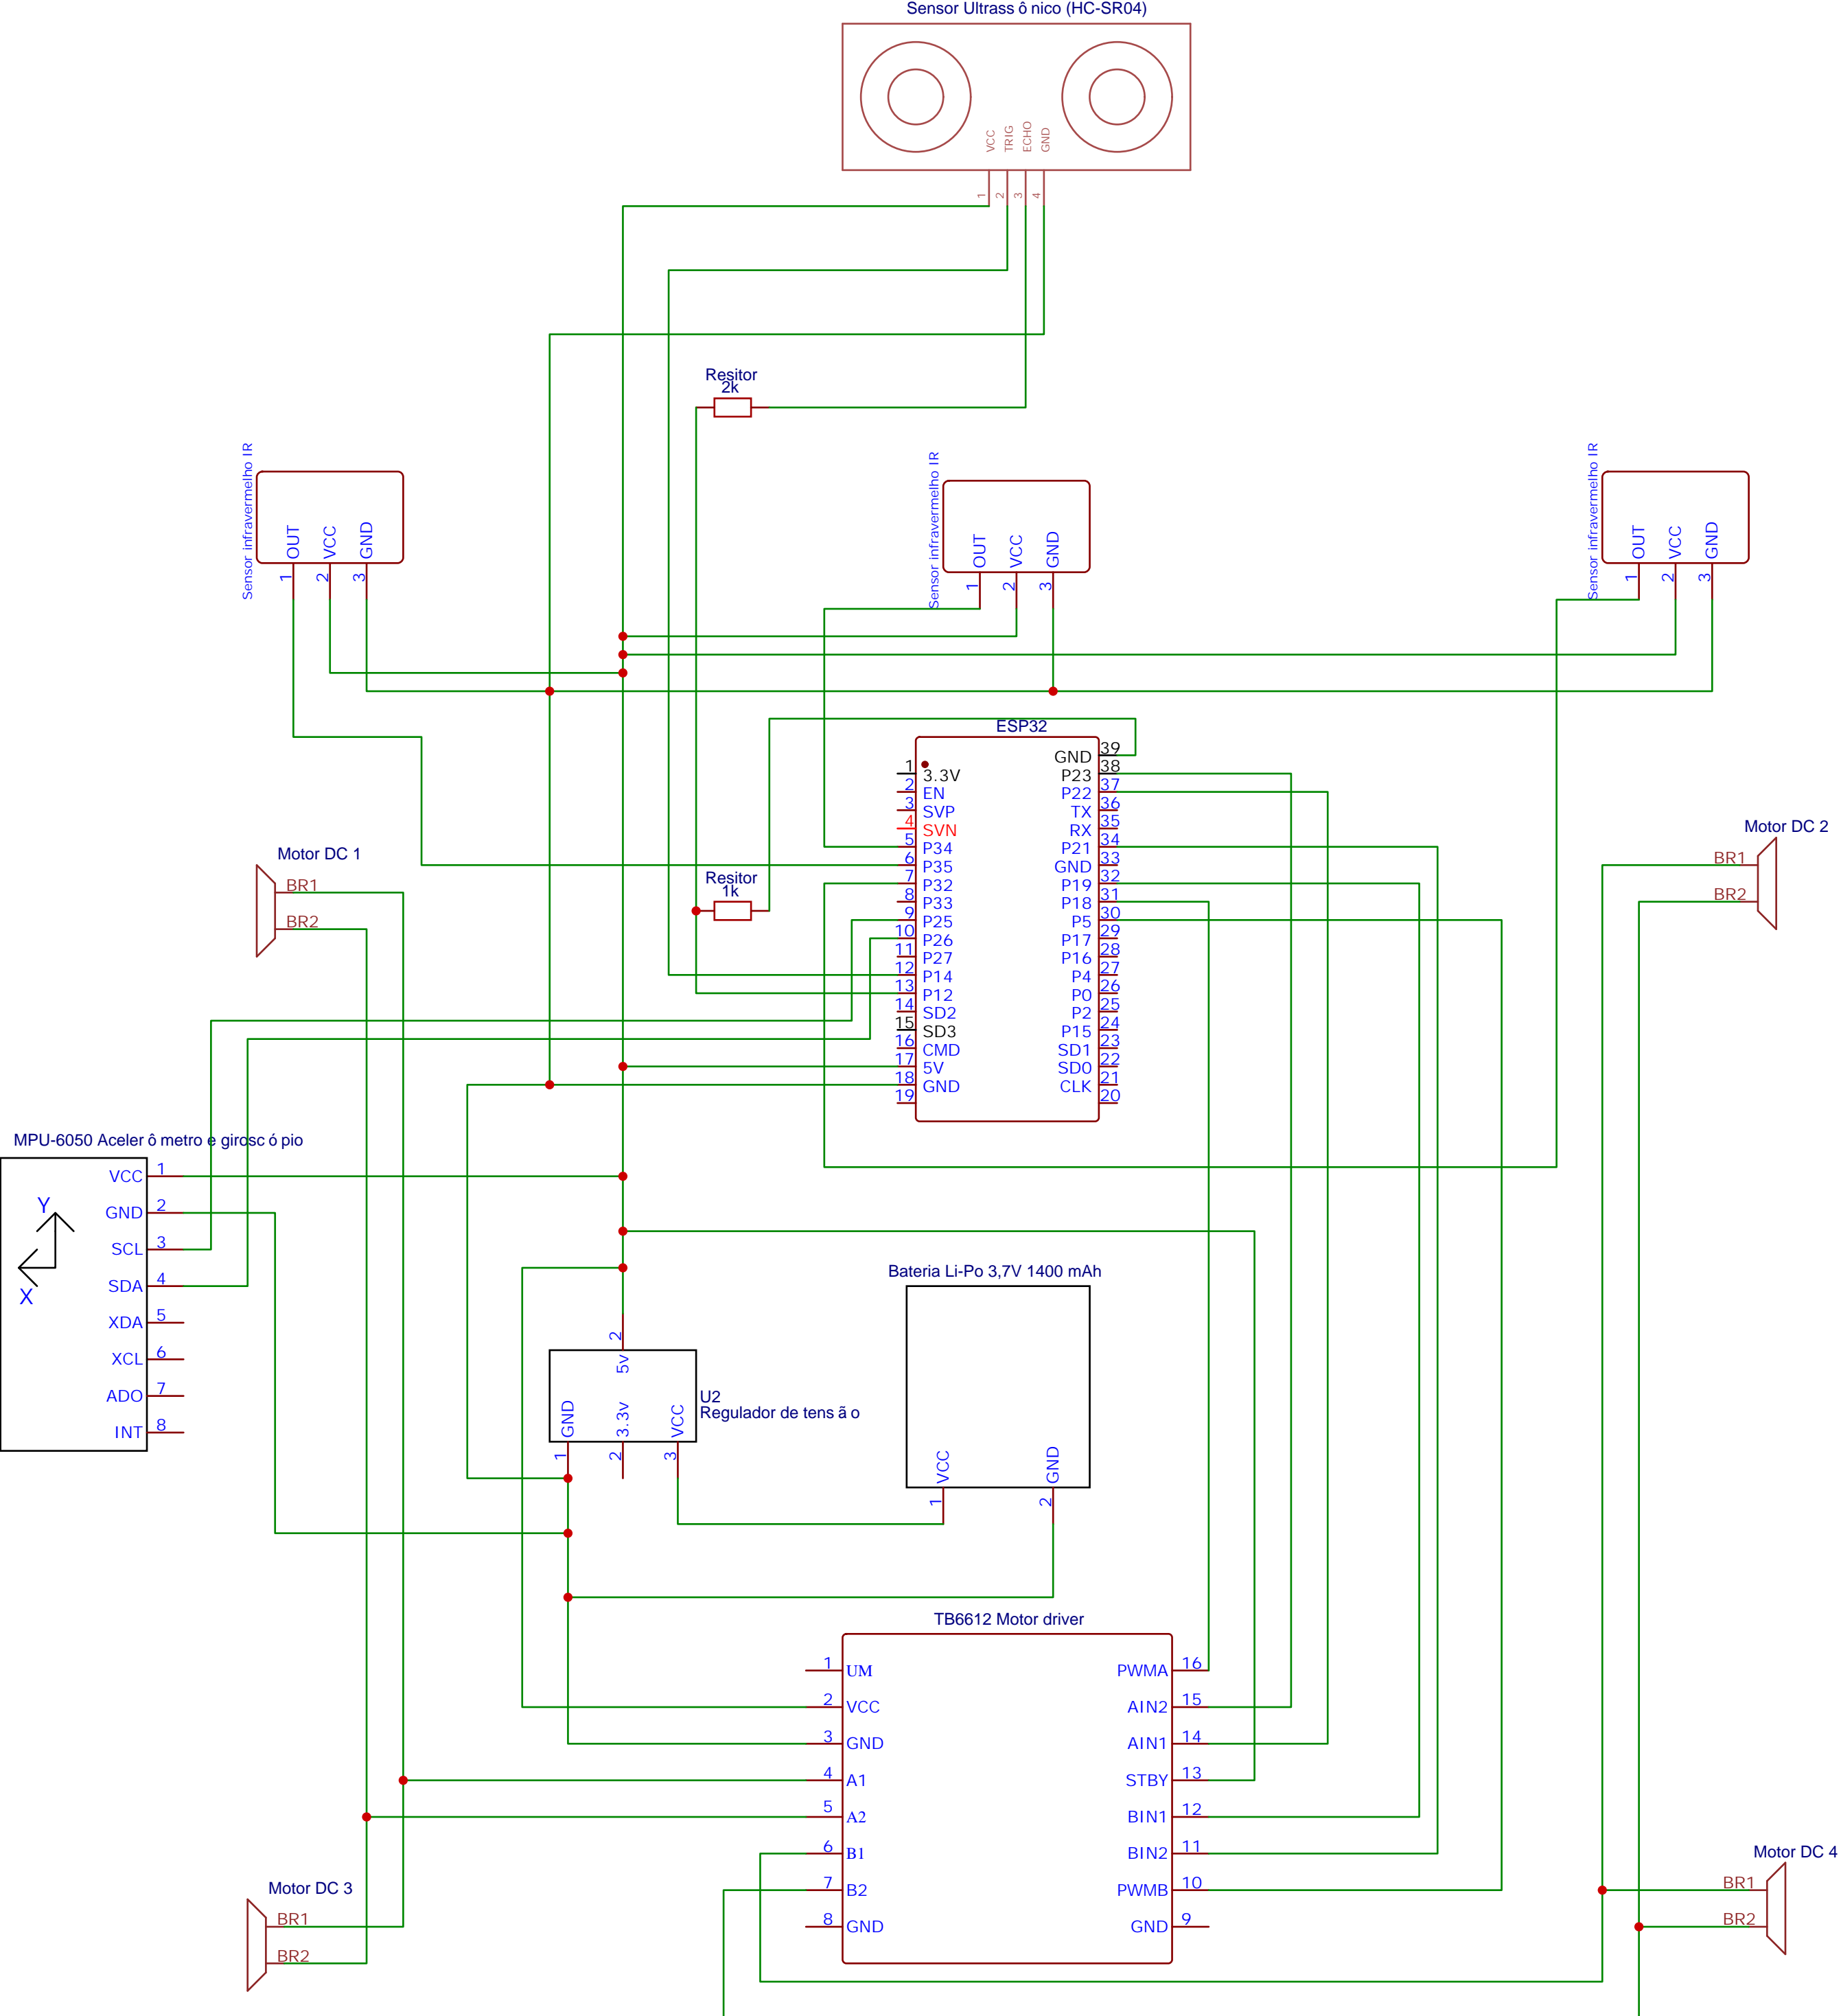 Sensor Ultrass ô nico (HC-SR04)
VCC
TRIG
ECHO
GND
1
2
3
4
Resitor
2k
Sensor infravermelho IR
OUT
VCC
GND
1
2
3
Sensor infravermelho IR
OUT
VCC
GND
1
2
3
Sensor infravermelho IR
OUT
VCC
GND
1
2
3
ESP32
1 3.3V
2 EN
3 SVP
4 SVN
5 P34
6 P35
7 P32
8 P33
9 P25
10 P26
11 P27
12 P14
13 P12
14 SD2
15 SD3
16 CMD
17 5V
18 GND
19
GND 39
P23 38
P22 37
TX 36
RX 35
P21 34
GND 33
P19 32
P18 31
P5 30
P17 29
P16 28
P4 27
P0 26
P2 25
P15 24
SD1 23
SD0 22
CLK 21
20
Motor DC 1
BR1
BR2
Resitor
1k
Motor DC 2
BR1
BR2
MPU-6050 Aceler ô metro e girosc ó pio
Y
X
VCC 1
GND 2
SCL 3
SDA 4
XDA 5
XCL 6
ADO 7
INT 8
Bateria Li-Po 3,7V 1400 mAh
VCC
GND
1
2
2
5v
GND
3.3v
VCC
1
2
3
U2
Regulador de tens ã o
TB6612 Motor driver
1 UM
2 VCC
3 GND
4 A1
5 A2
6 B1
7 B2
8 GND
PWMA 16
AIN2 15
AIN1 14
STBY 13
BIN1 12
BIN2 11
PWMB 10
GND 9
Motor DC 3
BR1
BR2
Motor DC 4
BR1
BR2